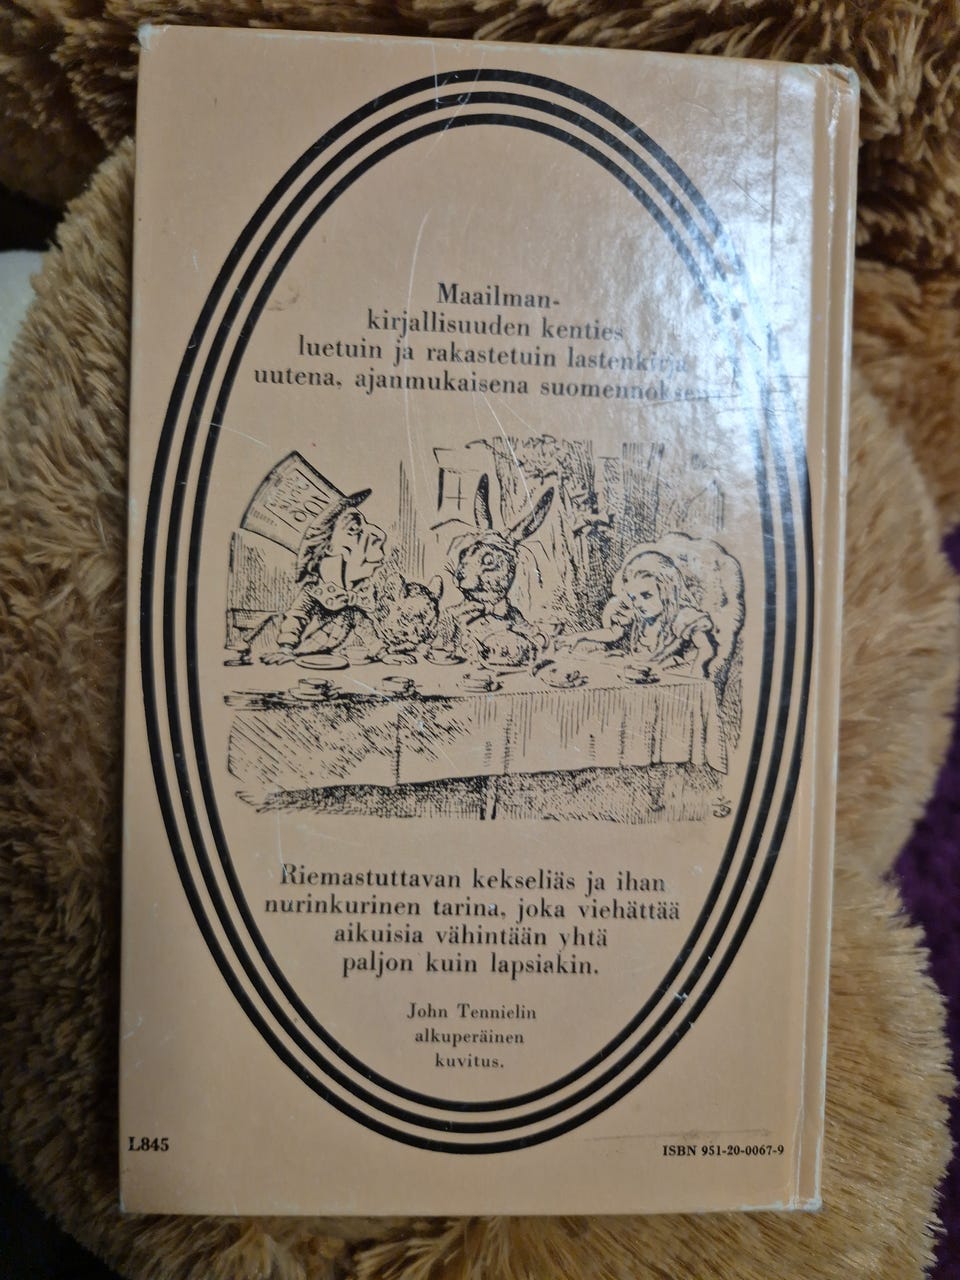 Maailman-
kirjallisuuden kenties
luetuin ja rakastetuin lastenkirja
uutena, ajanmukaisena suomennoksena
Riemastuttavan kekseliäs ja ihan
nurinkurinen tarina, joka viehättää
aikuisia vähintään yhtä
paljon kuin lapsiakin.
John Tennielin
alkuperäinen
kuvitus.
L845
ISBN 951-20-0067-9